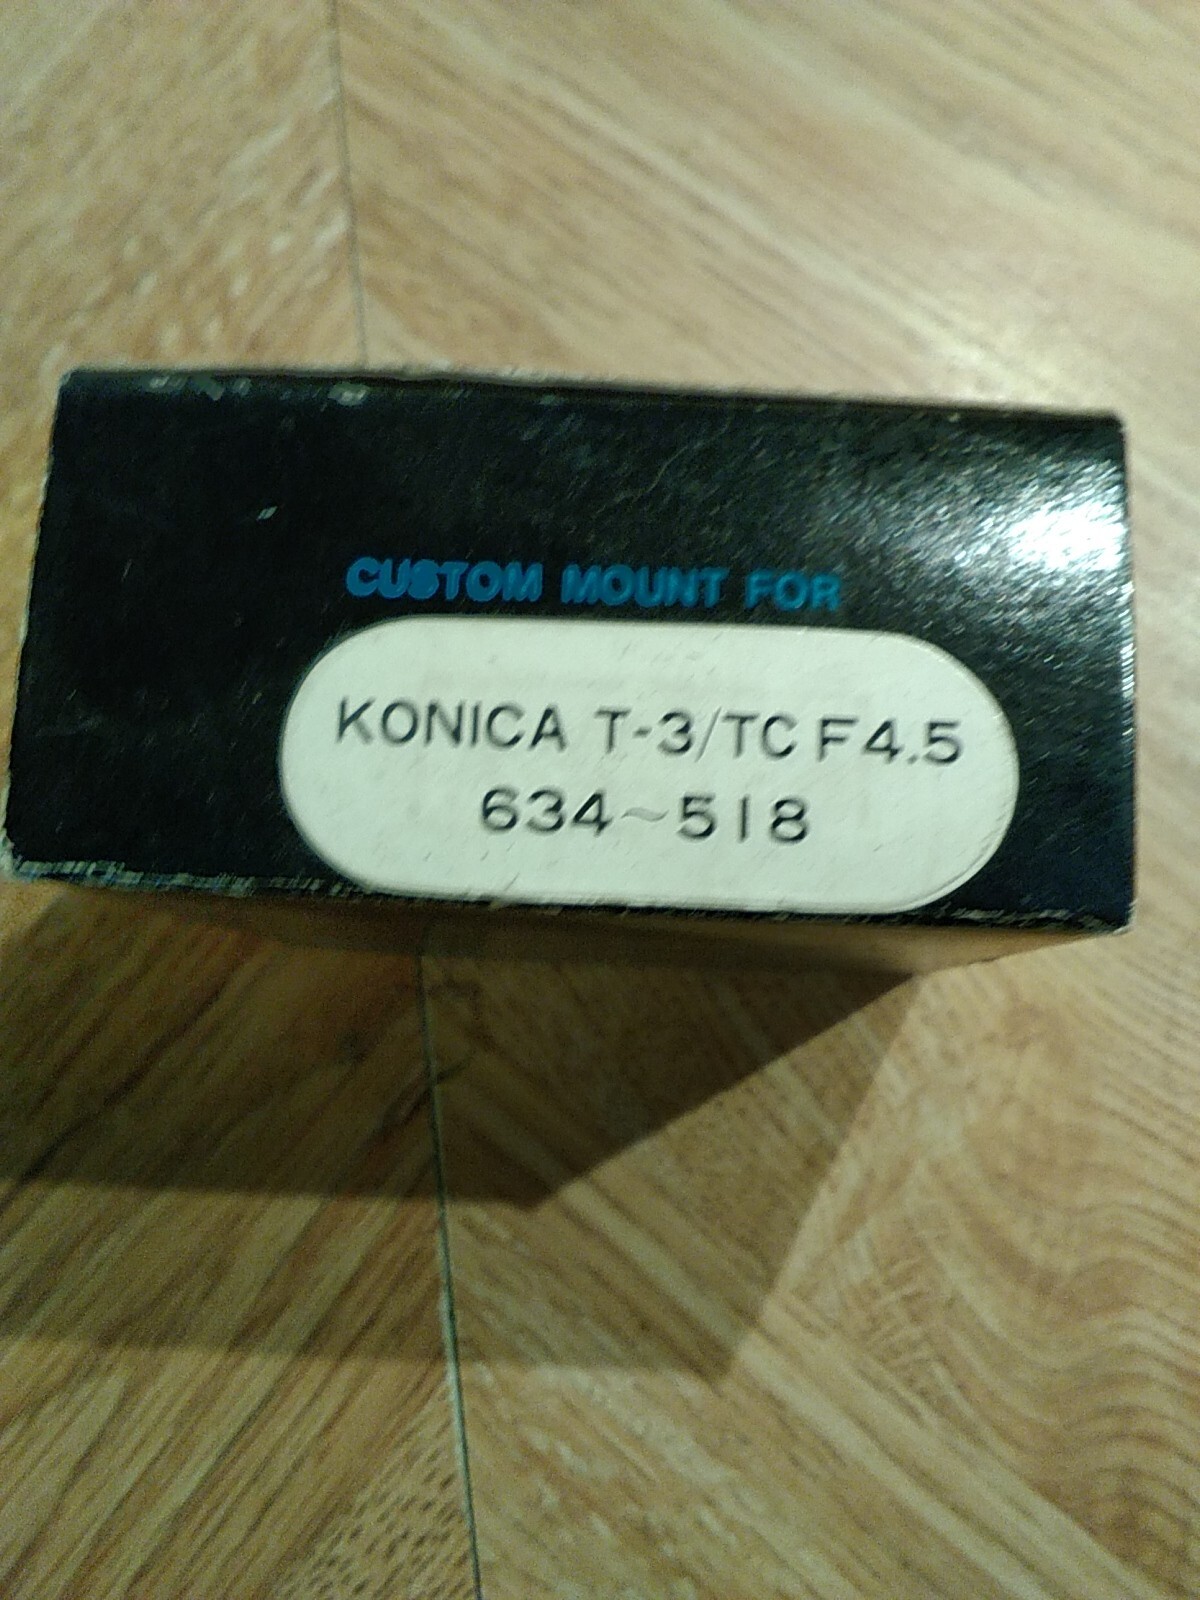 CUSTOM MOUNT FOR
KONICA T-3/TC F4.5
634~518